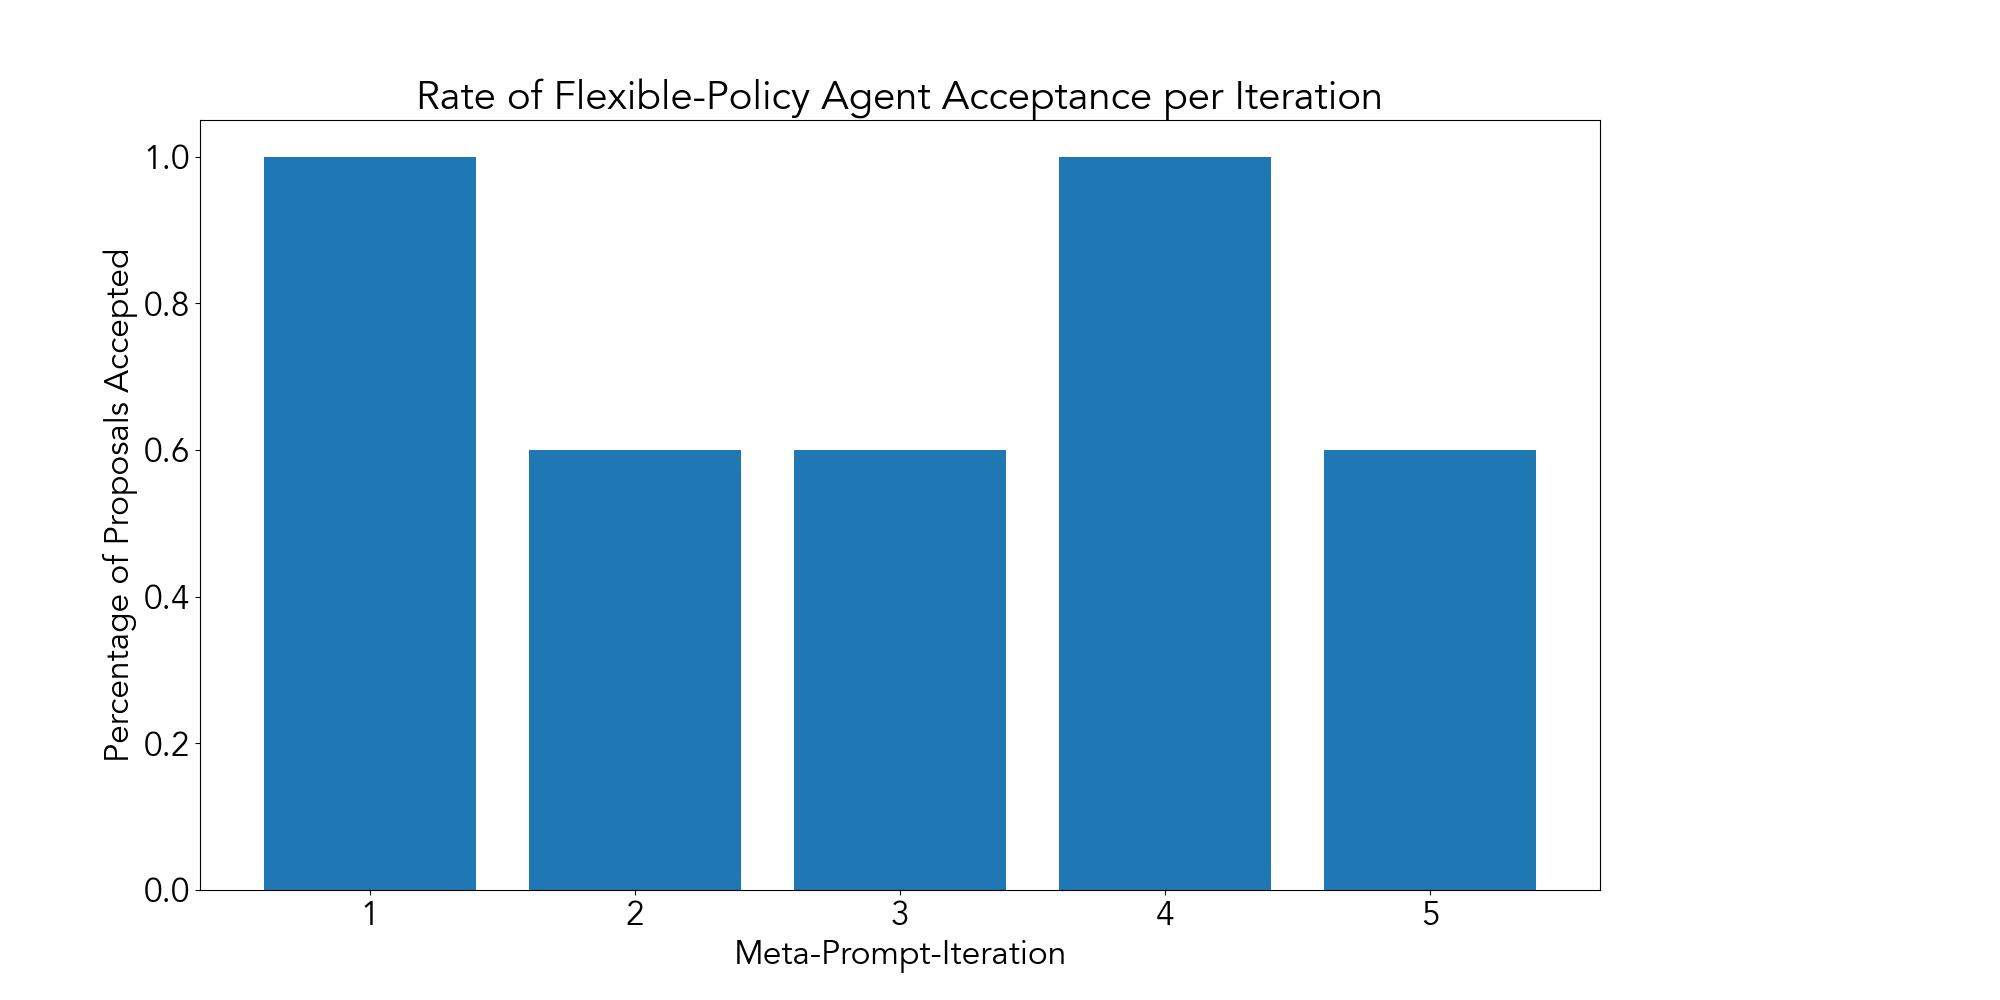 Rate of Flexible-Policy Agent Acceptance per Iteration
Percentage of Proposals Accepted
1.0
0.8
0.6
0.4
0.2
0.0
1 2 3 4 5
Meta-Prompt-Iteration